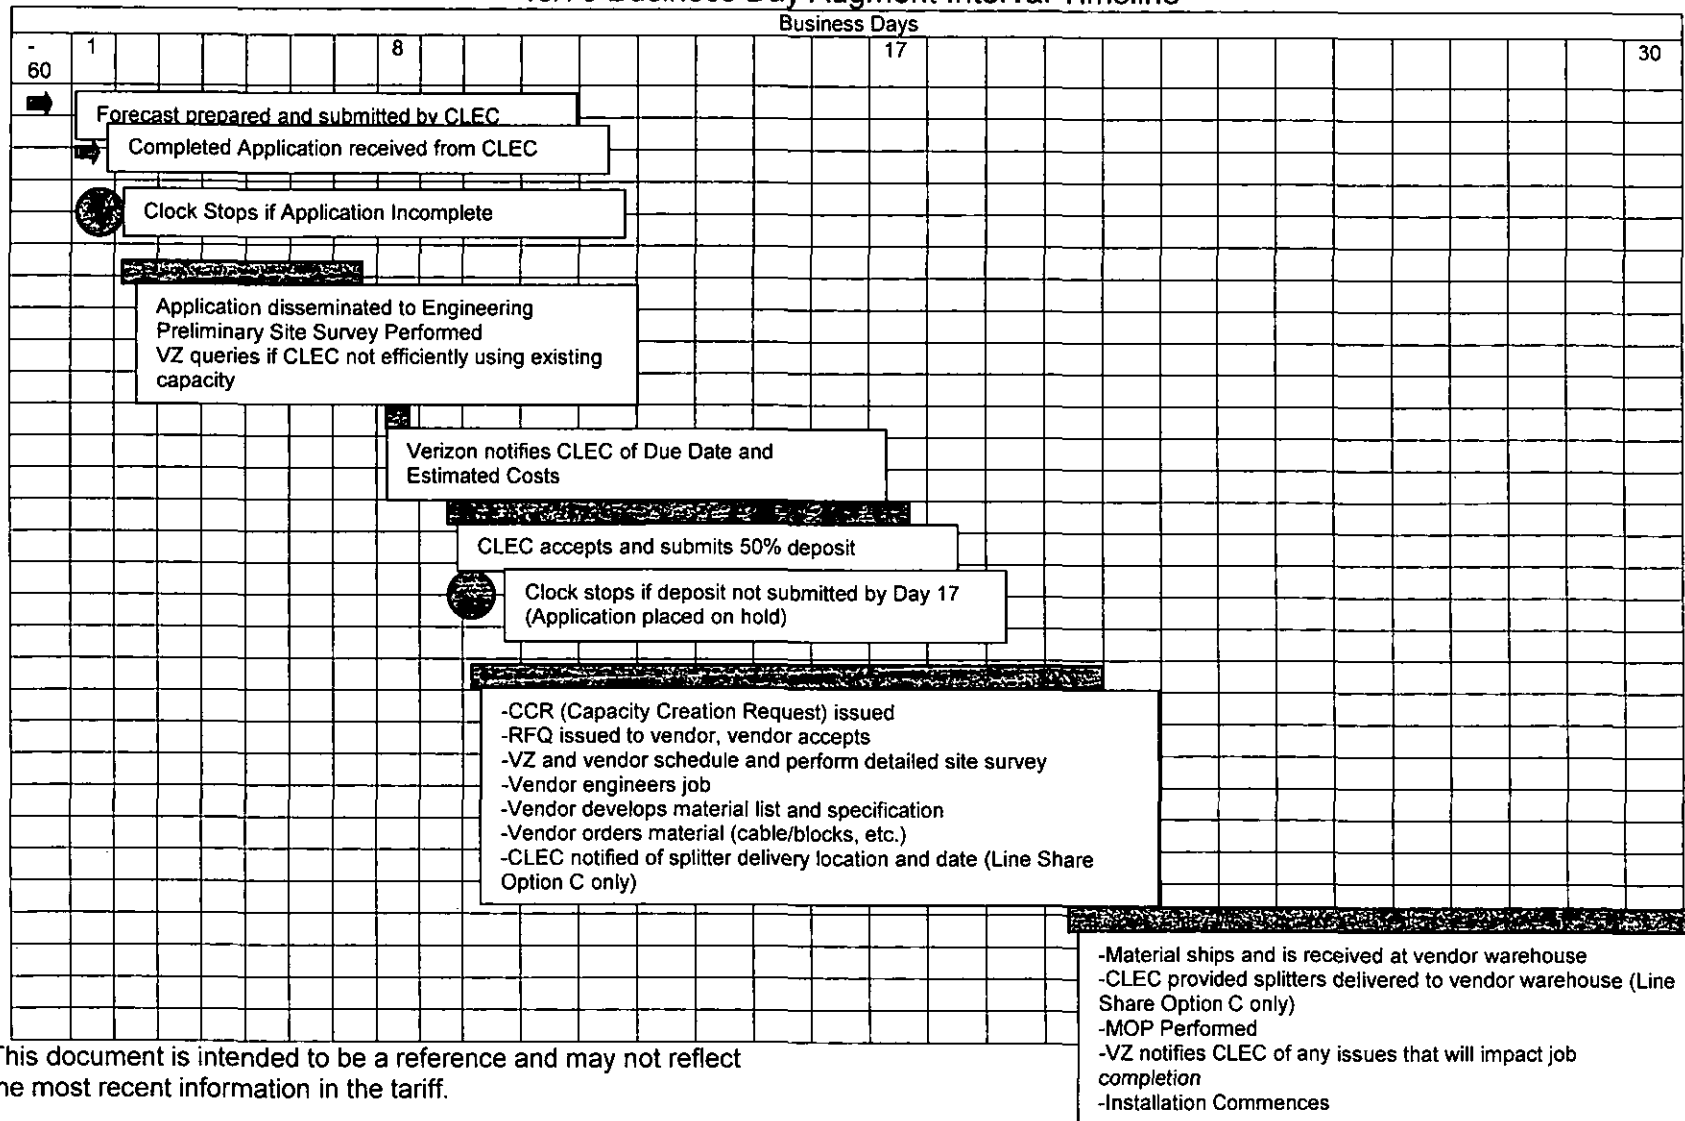 Business Day Augment Interval Timeline
Business Days
-
60
1
8
17
30
Forecast prepared and submitted by CLEC
Completed Application received from CLEC
Clock Stops if Application Incomplete
Application disseminated to Engineering
Preliminary Site Survey Performed
VZ queries if CLEC not efficiently using existing
capacity
Verizon notifies CLEC of Due Date and
Estimated Costs
CLEC accepts and submits 50% deposit
Clock stops if deposit not submitted by Day 17
(Application placed on hold)
-CCR (Capacity Creation Request) issued
-RFQ issued to vendor, vendor accepts
-VZ and vendor schedule and perform detailed site survey
-Vendor engineers job
-Vendor develops material list and specification
-Vendor orders material (cable/blocks, etc.)
-CLEC notified of splitter delivery location and date (Line Share
Option C only)
-Material ships and is received at vendor warehouse
-CLEC provided splitters delivered to vendor warehouse (Line
Share Option C only)
-MOP Performed
-VZ notifies CLEC of any issues that will impact job
completion
-Installation Commences
This document is intended to be a reference and may not reflect
he most recent information in the tariff.